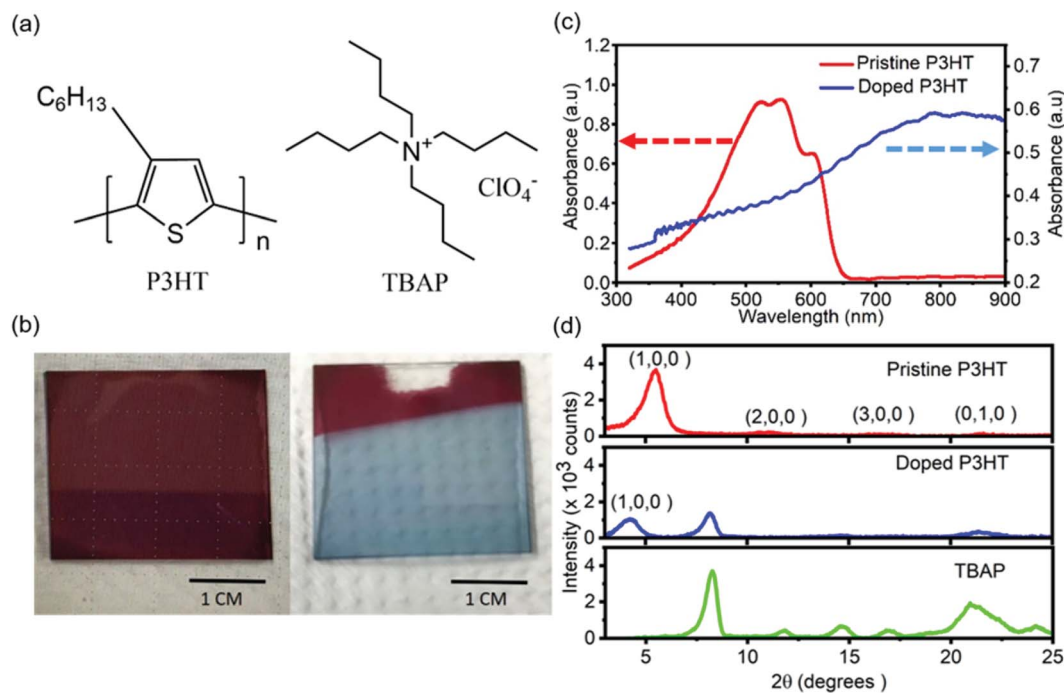 (a)
C₆H₁₃
S
n
P3HT
N⁺
ClO₄⁻
TBAP
(b)
1 CM
1 CM
(c)
Pristine P3HT
Doped P3HT
Absorbance (a.u)
1.2
1.0
0.8
0.6
0.4
0.2
0.0
Absorbance (a.u)
0.7
0.6
0.5
0.4
0.3
0.2
300 400 500 600 700 800 900
Wavelength (nm)
(d)
Intensity (x 10³ counts)
4
2
0
(1,0,0)
(2,0,0)
(3,0,0)
(0,1,0)
Pristine P3HT
4
2
0
(1,0,0)
Doped P3HT
4
2
0
TBAP
5 10 15 20 25
2θ (degrees )